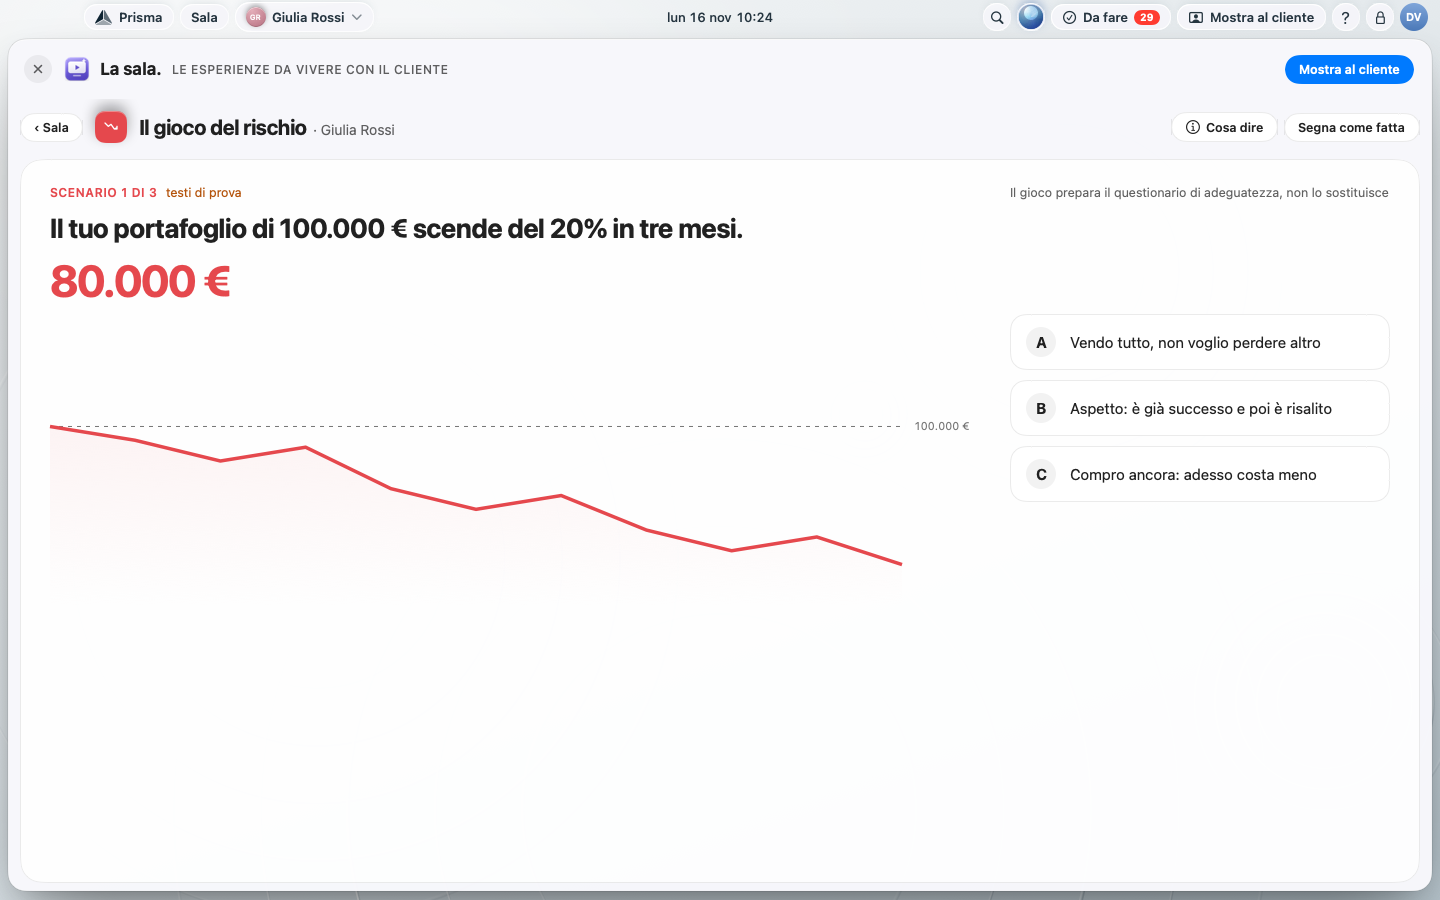 Prisma
Sala
GR Giulia Rossi
lun 16 nov 10:24
Da fare 29
Mostra al cliente
?
DV
La sala. LE ESPERIENZE DA VIVERE CON IL CLIENTE
Mostra al cliente
‹ Sala
Il gioco del rischio · Giulia Rossi
Cosa dire
Segna come fatta
SCENARIO 1 DI 3 testi di prova
Il gioco prepara il questionario di adeguatezza, non lo sostituisce
Il tuo portafoglio di 100.000 € scende del 20% in tre mesi.
80.000 €
100.000 €
A Vendo tutto, non voglio perdere altro
B Aspetto: è già successo e poi è risalito
C Compro ancora: adesso costa meno